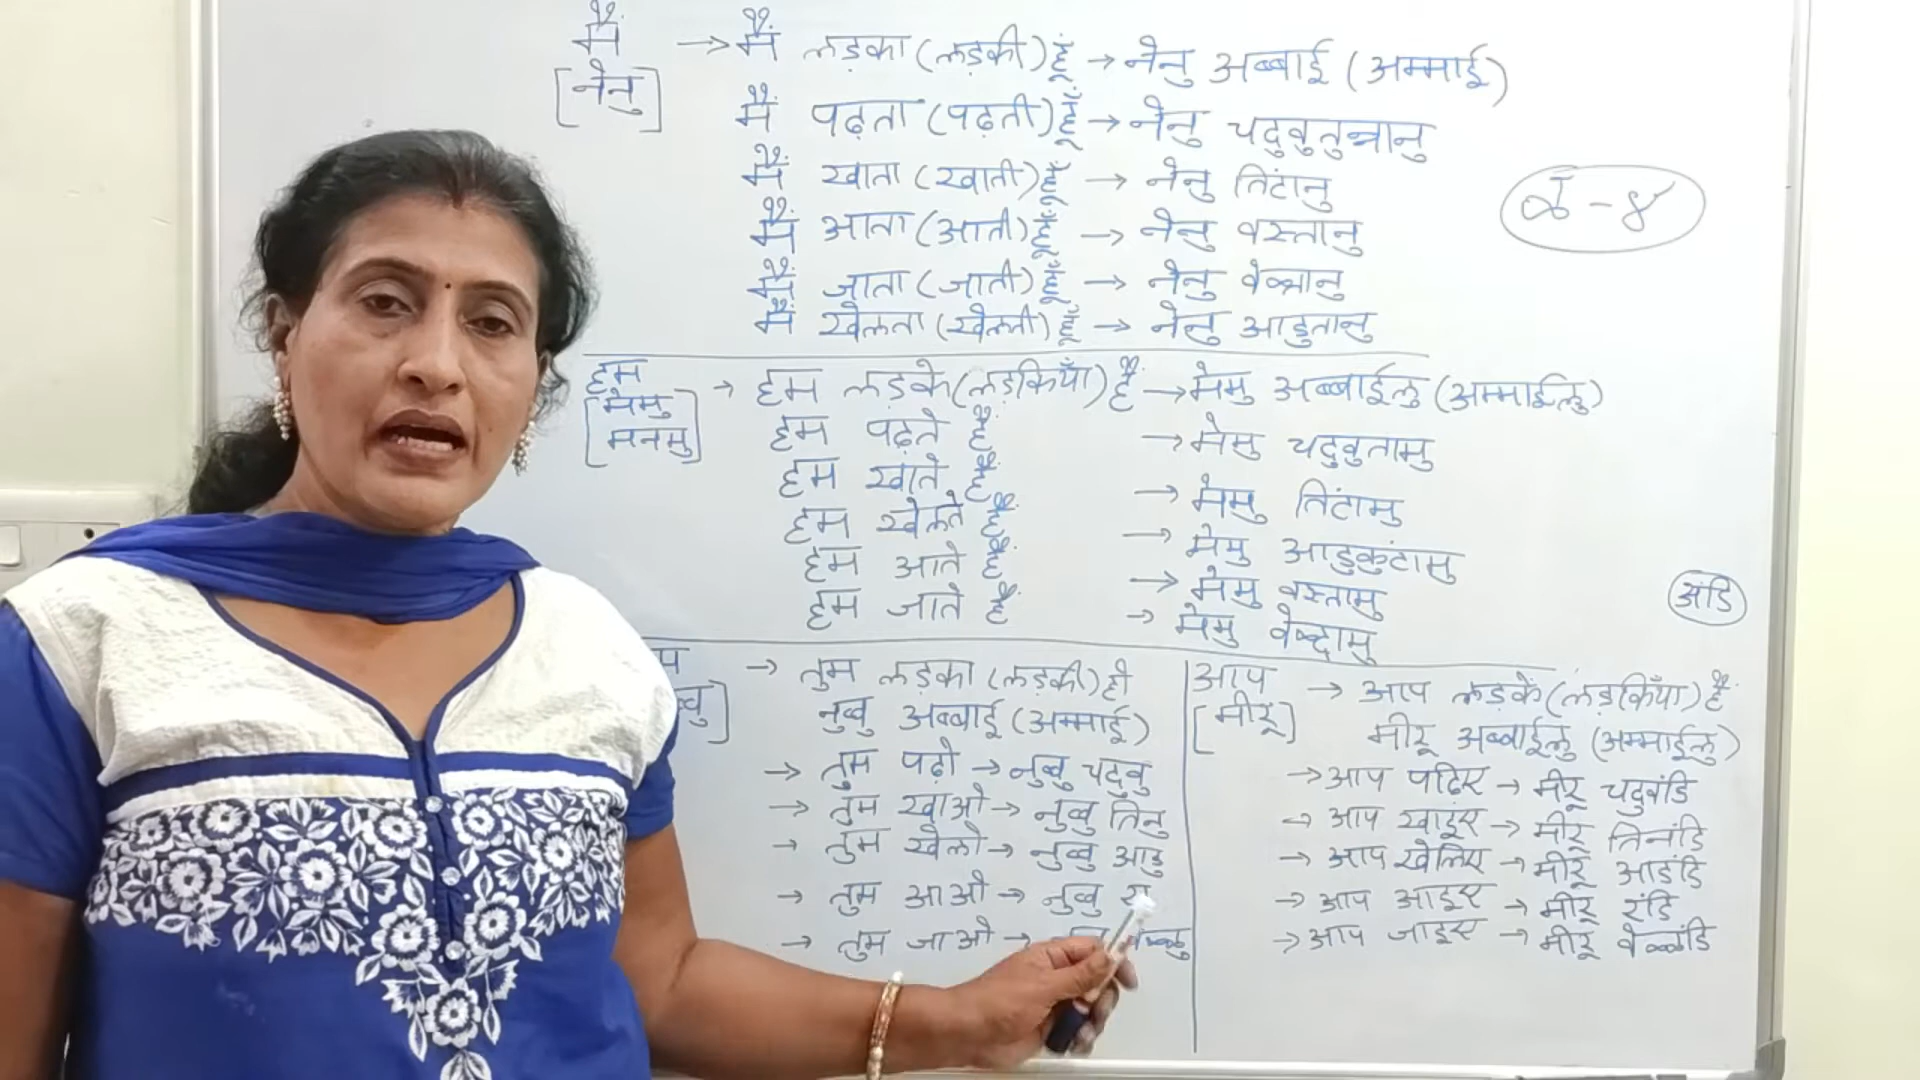 मैं → मैं लड़का (लड़की) हूँ → नेनु अब्बाई (अम्माई)
[नेनु]
मैं पढ़ता (पढ़ती) हूँ → नेनु चदुवुतुन्नानु
मैं खाता (खाती) हूँ → नेनु तिंटानु
मैं आता (आती) हूँ → नेनु वस्तानु
मैं जाता (जाती) हूँ → नेनु
मैं खेलता (खेलती) हूँ → नेनु आडुतानु
हम → हम लड़के (लड़कियाँ) हैं → मेमु अब्बाईलु (अम्माईलु)
[मेमु
मनमु]
हम पढ़ते हैं → मेमु चदुवुतामु
हम खाते हैं → मेमु तिंटामु
हम खेलते हैं → मेमु आडुकुंटामु
हम आते हैं → मेमु वस्तामु
हम जाते हैं → मेमु
अंडि
→ तुम लड़का (लड़की) हो
नुव्वु अब्बाई (अम्माई)
→ तुम पढ़ो → नुव्वु चदुवु
→ तुम खाओ → नुव्वु तिनु
→ तुम खेलो → नुव्वु आडु
→ तुम आओ → नुव्वु
→ तुम जाओ →
आप → आप लड़के (लड़कियाँ) हैं
[मीरू] मीरू अब्बाईलु (अम्माईलु)
→ आप पढ़िए → मीरू चदुवंडि
→ आप खाइए → मीरू तिनंडि
→ आप खेलिए → मीरू आडंडि
→ आप आइए → मीरू रंडि
→ आप जाइए → मीरू वेळ्ळंडि